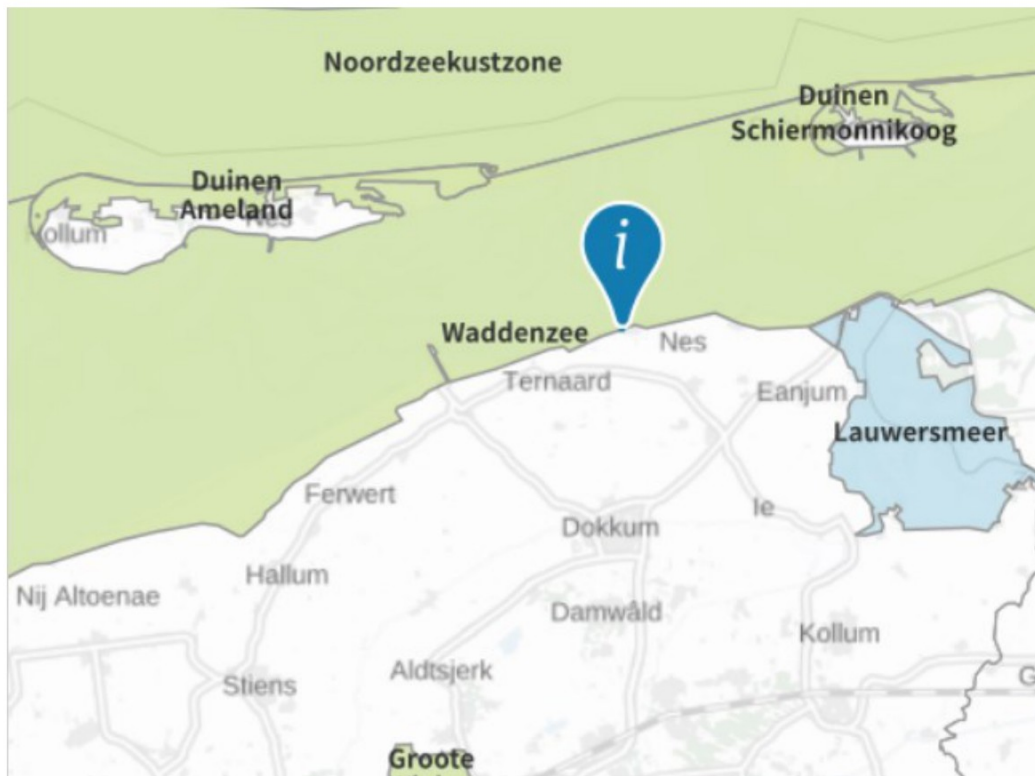 Noordzeekustzone
Duinen
Schiermonnikoog
Duinen
Ameland
Nes
Hollum
i
Waddenzee
Nes
Ternaard
Eanjum
Lauwersmeer
Ferwert
Ie
Dokkum
Hallum
Nij Altoenae
Damwâld
Kollum
Aldtsjerk
Stiens
G
Groote